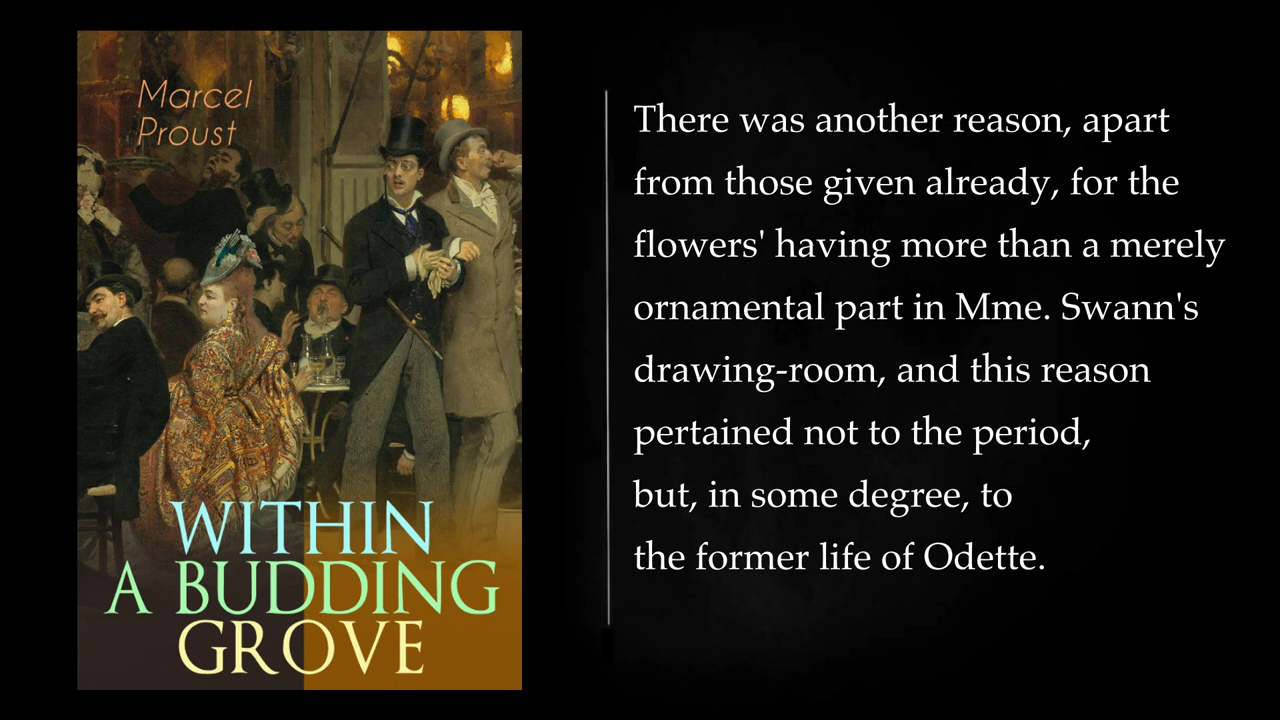 Marcel
Proust
WITHIN
A BUDDING
GROVE
There was another reason, apart
from those given already, for the
flowers' having more than a merely
ornamental part in Mme. Swann's
drawing-room, and this reason
pertained not to the period,
but, in some degree, to
the former life of Odette.